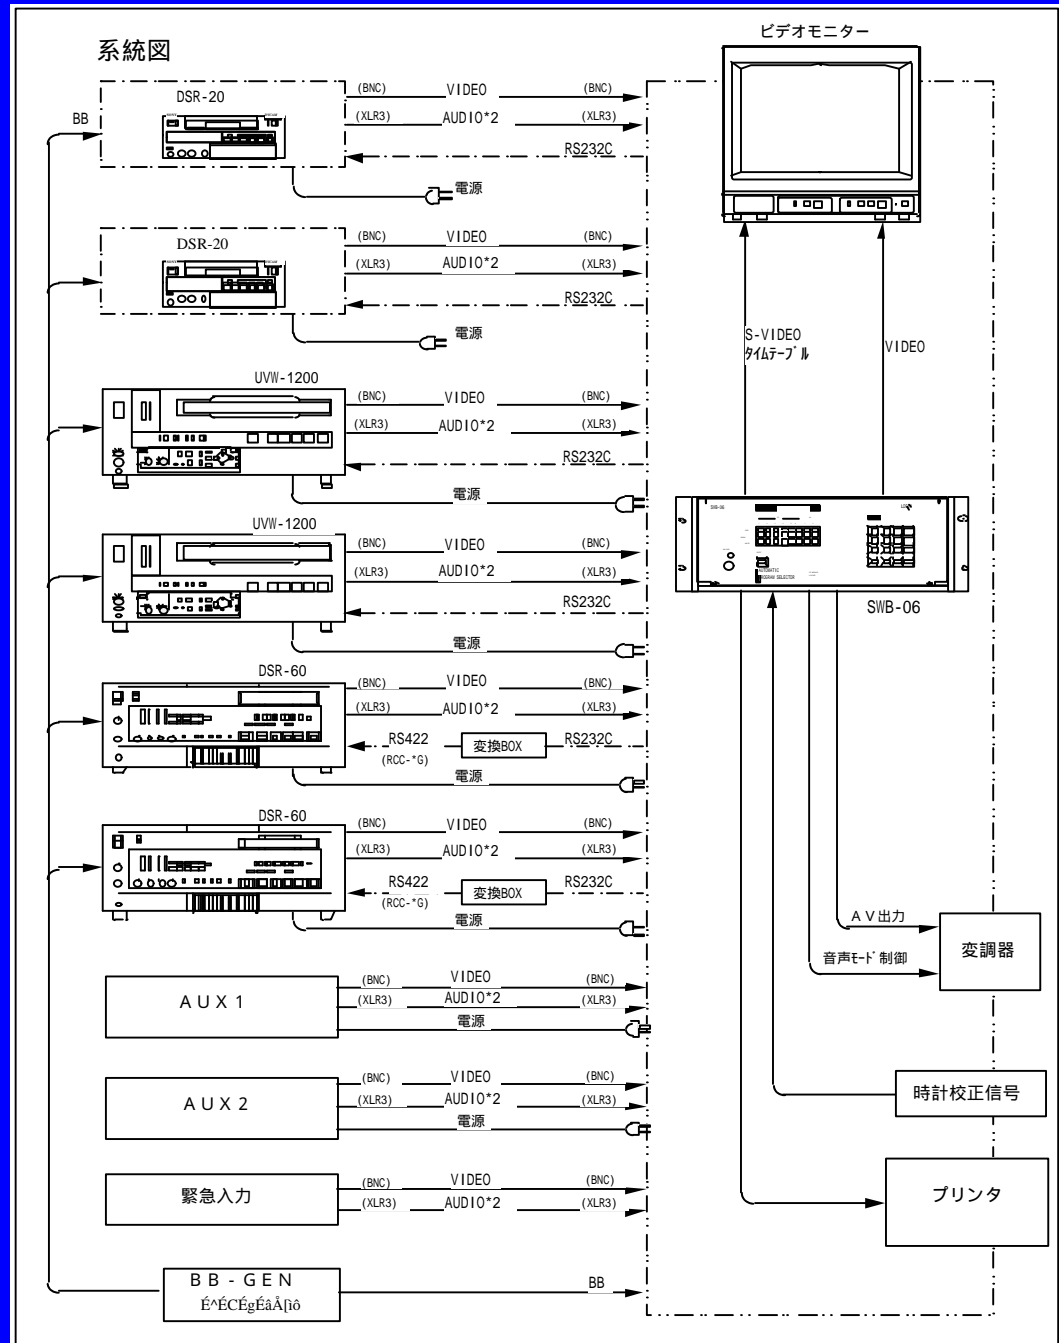 系統図
ビデオモニター
DSR-20
BB
(BNC) VIDEO (BNC)
(XLR3) AUDIO*2 (XLR3)
RS232C
電源
DSR-20
(BNC) VIDEO (BNC)
(XLR3) AUDIO*2 (XLR3)
RS232C
電源
S-VIDEO
ﾀｲﾑﾃｰﾌﾞﾙ
VIDEO
UVW-1200
(BNC) VIDEO (BNC)
(XLR3) AUDIO*2 (XLR3)
RS232C
電源
SWB-06
AUTOMATIC
PROGRAM SELECTOR
SWB-06
UVW-1200
(BNC) VIDEO (BNC)
(XLR3) AUDIO*2 (XLR3)
RS232C
電源
DSR-60
(BNC) VIDEO (BNC)
(XLR3) AUDIO*2 (XLR3)
RS422 変換BOX RS232C
(RCC-*G)
電源
DSR-60
(BNC) VIDEO (BNC)
(XLR3) AUDIO*2 (XLR3)
RS422 変換BOX RS232C
(RCC-*G)
電源
ＡＶ出力
音声ﾓｰﾄﾞ制御
変調器
ＡＵＸ１
(BNC) VIDEO (BNC)
(XLR3) AUDIO*2 (XLR3)
電源
ＡＵＸ２
(BNC) VIDEO (BNC)
(XLR3) AUDIO*2 (XLR3)
電源
時計校正信号
緊急入力
(BNC) VIDEO (BNC)
(XLR3) AUDIO*2 (XLR3)
プリンタ
ＢＢ-ＧＥＮ
É^ÉCÉgÉâÅ[ìô
BB